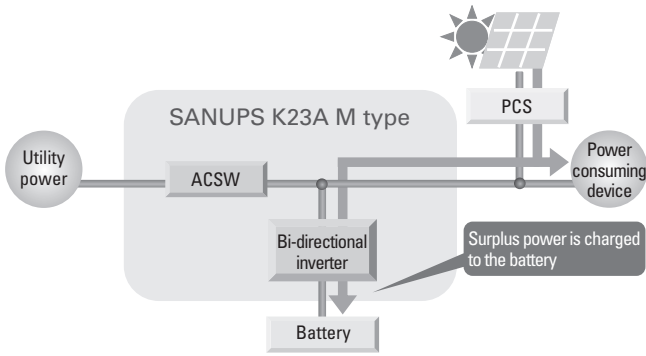 SANUPS K23A M type
PCS
Utility
power
ACSW
Power
consuming
device
Bi-directional
inverter
Surplus power is charged
to the battery
Battery